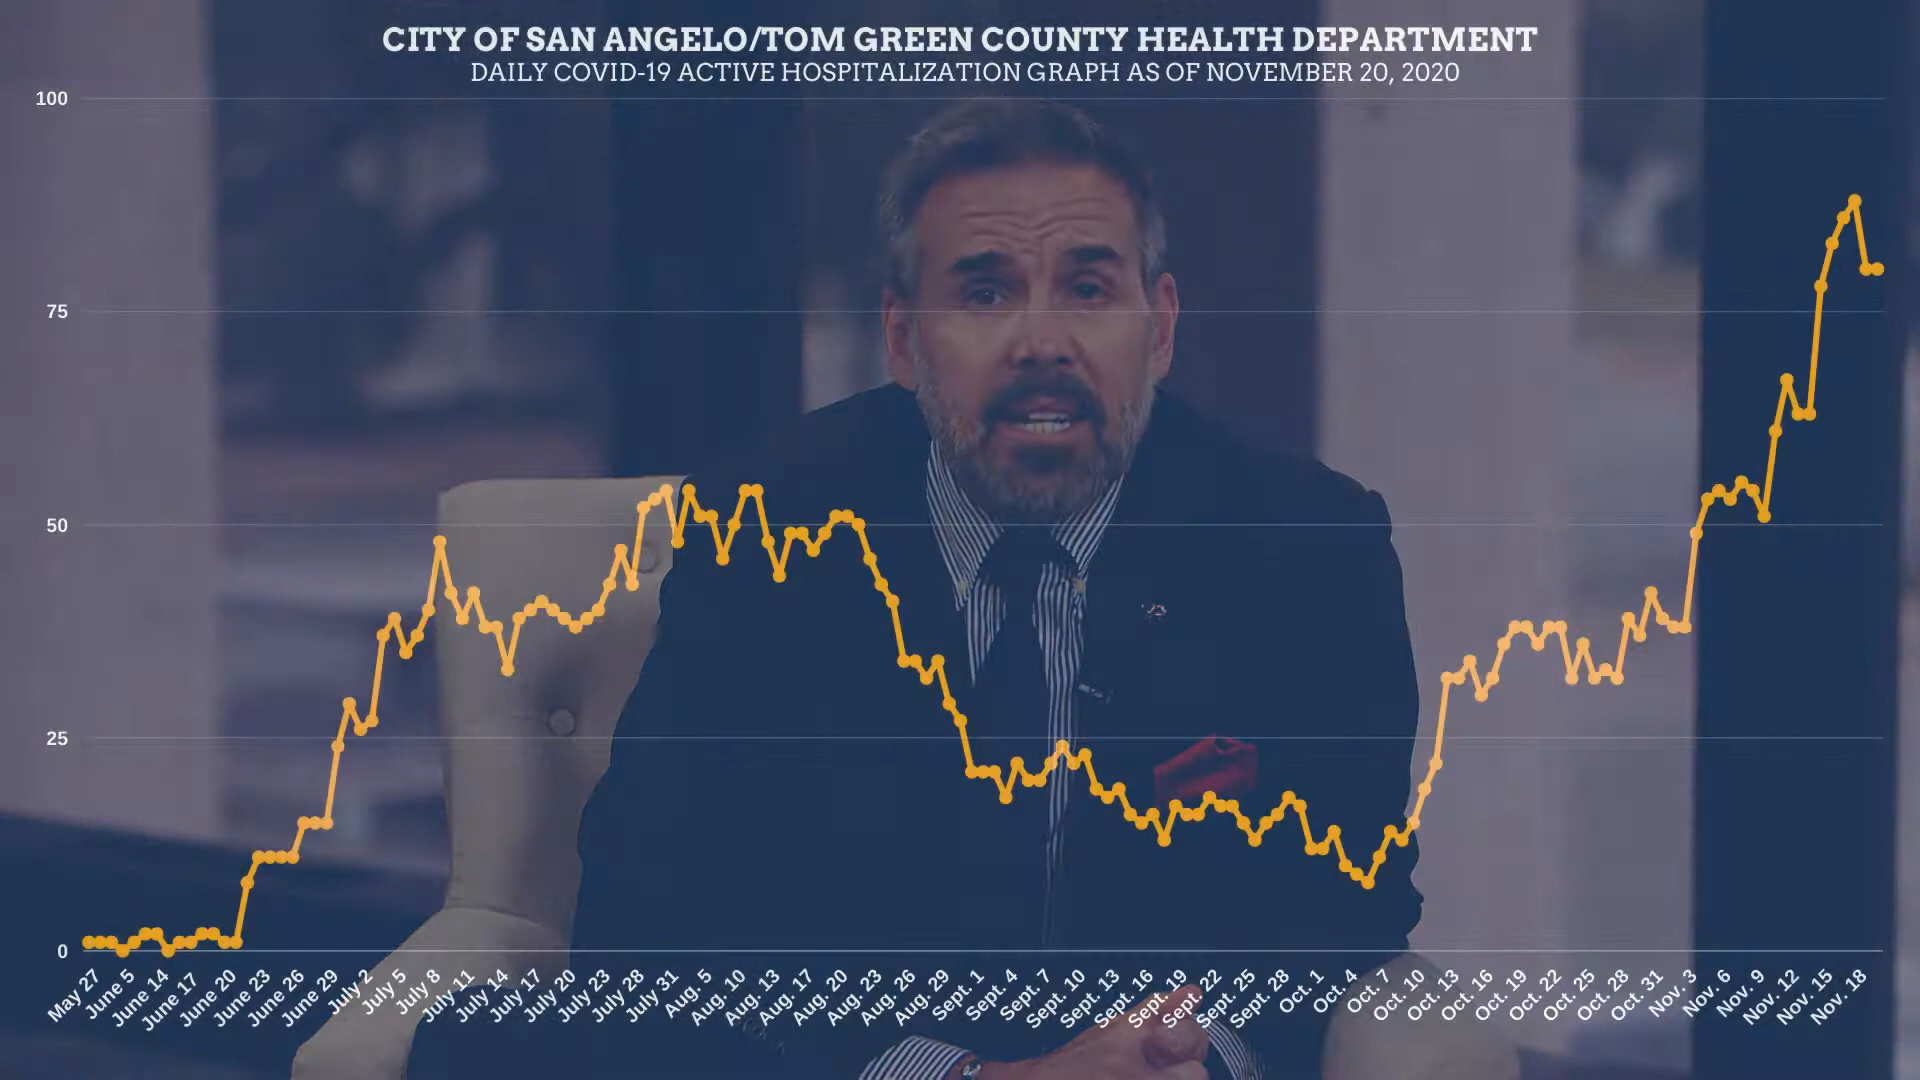 CITY OF SAN ANGELO/TOM GREEN COUNTY HEALTH DEPARTMENT
DAILY COVID-19 ACTIVE HOSPITALIZATION GRAPH AS OF NOVEMBER 20, 2020
100
75
50
25
0
May 27
June 5
June 14
June 17
June 20
June 23
June 26
June 29
July 2
July 5
July 8
July 11
July 14
July 17
July 20
July 23
July 28
July 31
Aug. 5
Aug. 10
Aug. 13
Aug. 17
Aug. 20
Aug. 23
Aug. 26
Aug. 29
Sept. 1
Sept. 4
Sept. 7
Sept. 10
Sept. 13
Sept. 16
Sept. 19
Sept. 22
Sept. 25
Sept. 28
Oct. 1
Oct. 4
Oct. 7
Oct. 10
Oct. 13
Oct. 16
Oct. 19
Oct. 22
Oct. 25
Oct. 28
Oct. 31
Nov. 3
Nov. 6
Nov. 9
Nov. 12
Nov. 15
Nov. 18